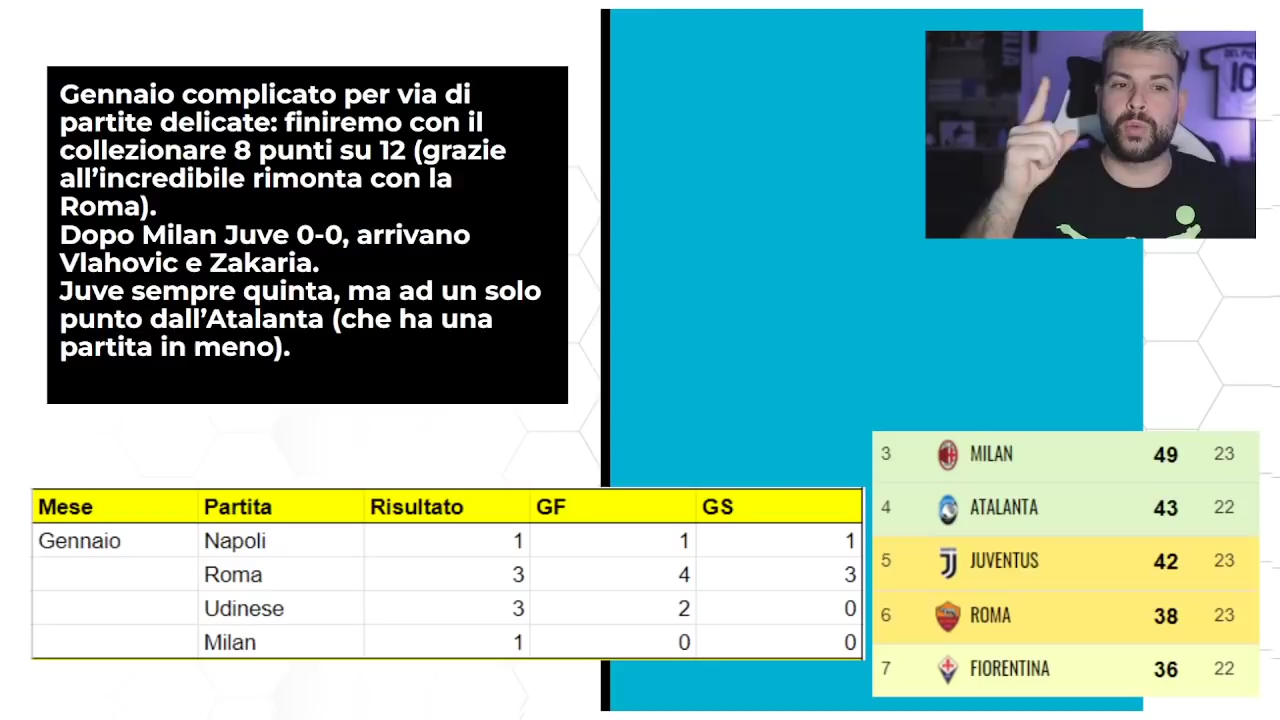 Gennaio complicato per via di
partite delicate: finiremo con il
collezionare 8 punti su 12 (grazie
all'incredibile rimonta con la
Roma).
Dopo Milan Juve 0-0, arrivano
Vlahovic e Zakaria.
Juve sempre quinta, ma ad un solo
punto dall'Atalanta (che ha una
partita in meno).
DEL PIERO
10
Mese Partita Risultato GF GS
Gennaio Napoli 1 1 1
Roma 3 4 3
Udinese 3 2 0
Milan 1 0 0
3 MILAN 49 23
4 ATALANTA 43 22
5 JUVENTUS 42 23
6 ROMA 38 23
7 FIORENTINA 36 22